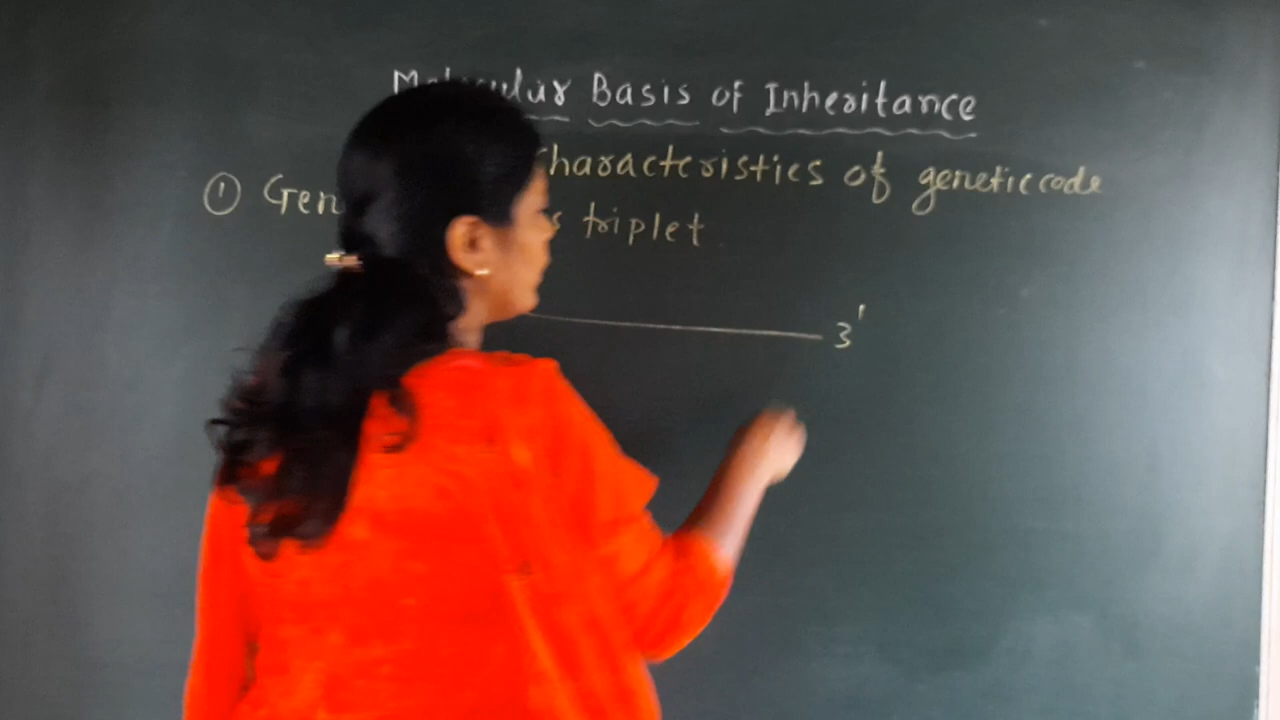 Molecular Basis of Inheritance
Characteristics of genetic code
① Gen s triplet
3'